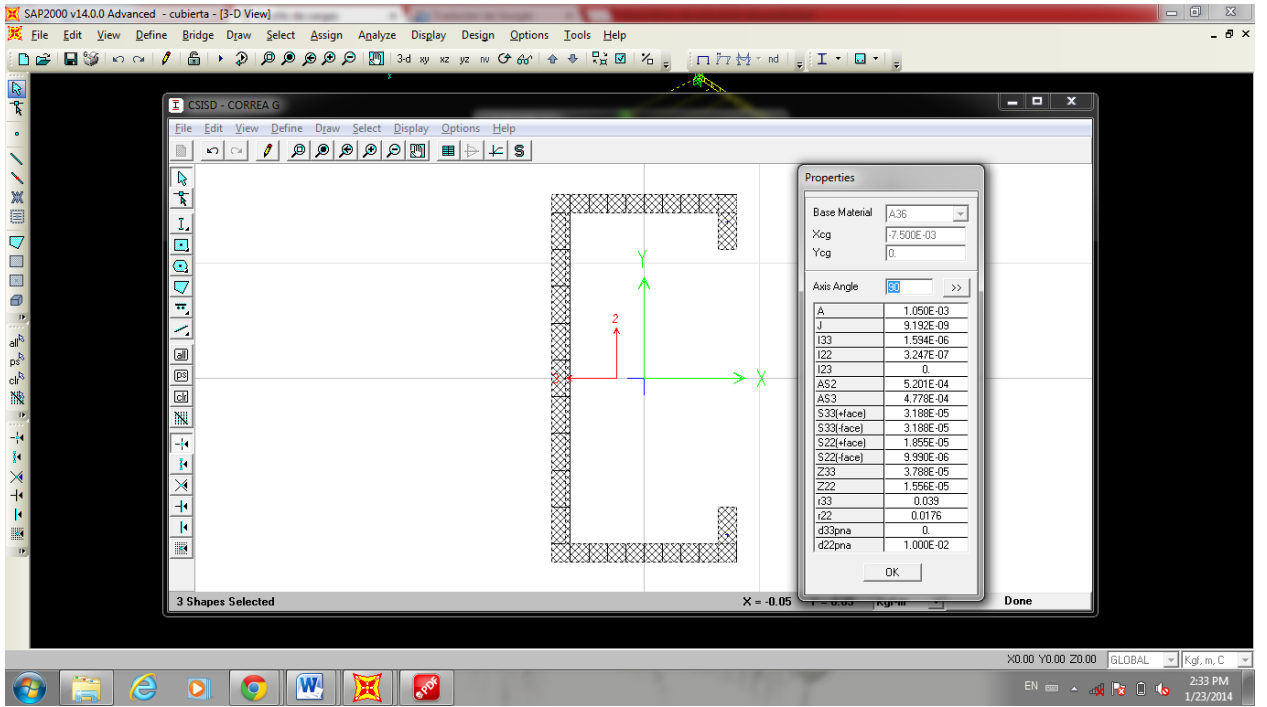 SAP2000 v14.0.0 Advanced - cubierta - [3-D View]
File Edit View Define Bridge Draw Select Assign Analyze Display Design Options Tools Help
3-d xy xz yz nv nd
CSISD - CORREA G
File Edit View Define Draw Select Display Options Help
S
all
ps
clr
all
ps
clr
Y
2
3
X
Properties
Base Material A36
Xcg -7.500E-03
Ycg 0.
Axis Angle 90 >>
A 1.050E-03
J 9.192E-09
I33 1.594E-06
I22 3.247E-07
I23 0.
AS2 5.201E-04
AS3 4.778E-04
S33(+face) 3.188E-05
S33(-face) 3.188E-05
S22(+face) 1.855E-05
S22(-face) 9.990E-06
Z33 3.788E-05
Z22 1.556E-05
r33 0.039
r22 0.0176
d33pna 0.
d22pna 1.000E-02
OK
3 Shapes Selected X = -0.05 Done
X0.00 Y0.00 Z0.00 GLOBAL Kgf, m, C
W PDF EN 2:33 PM
1/23/2014